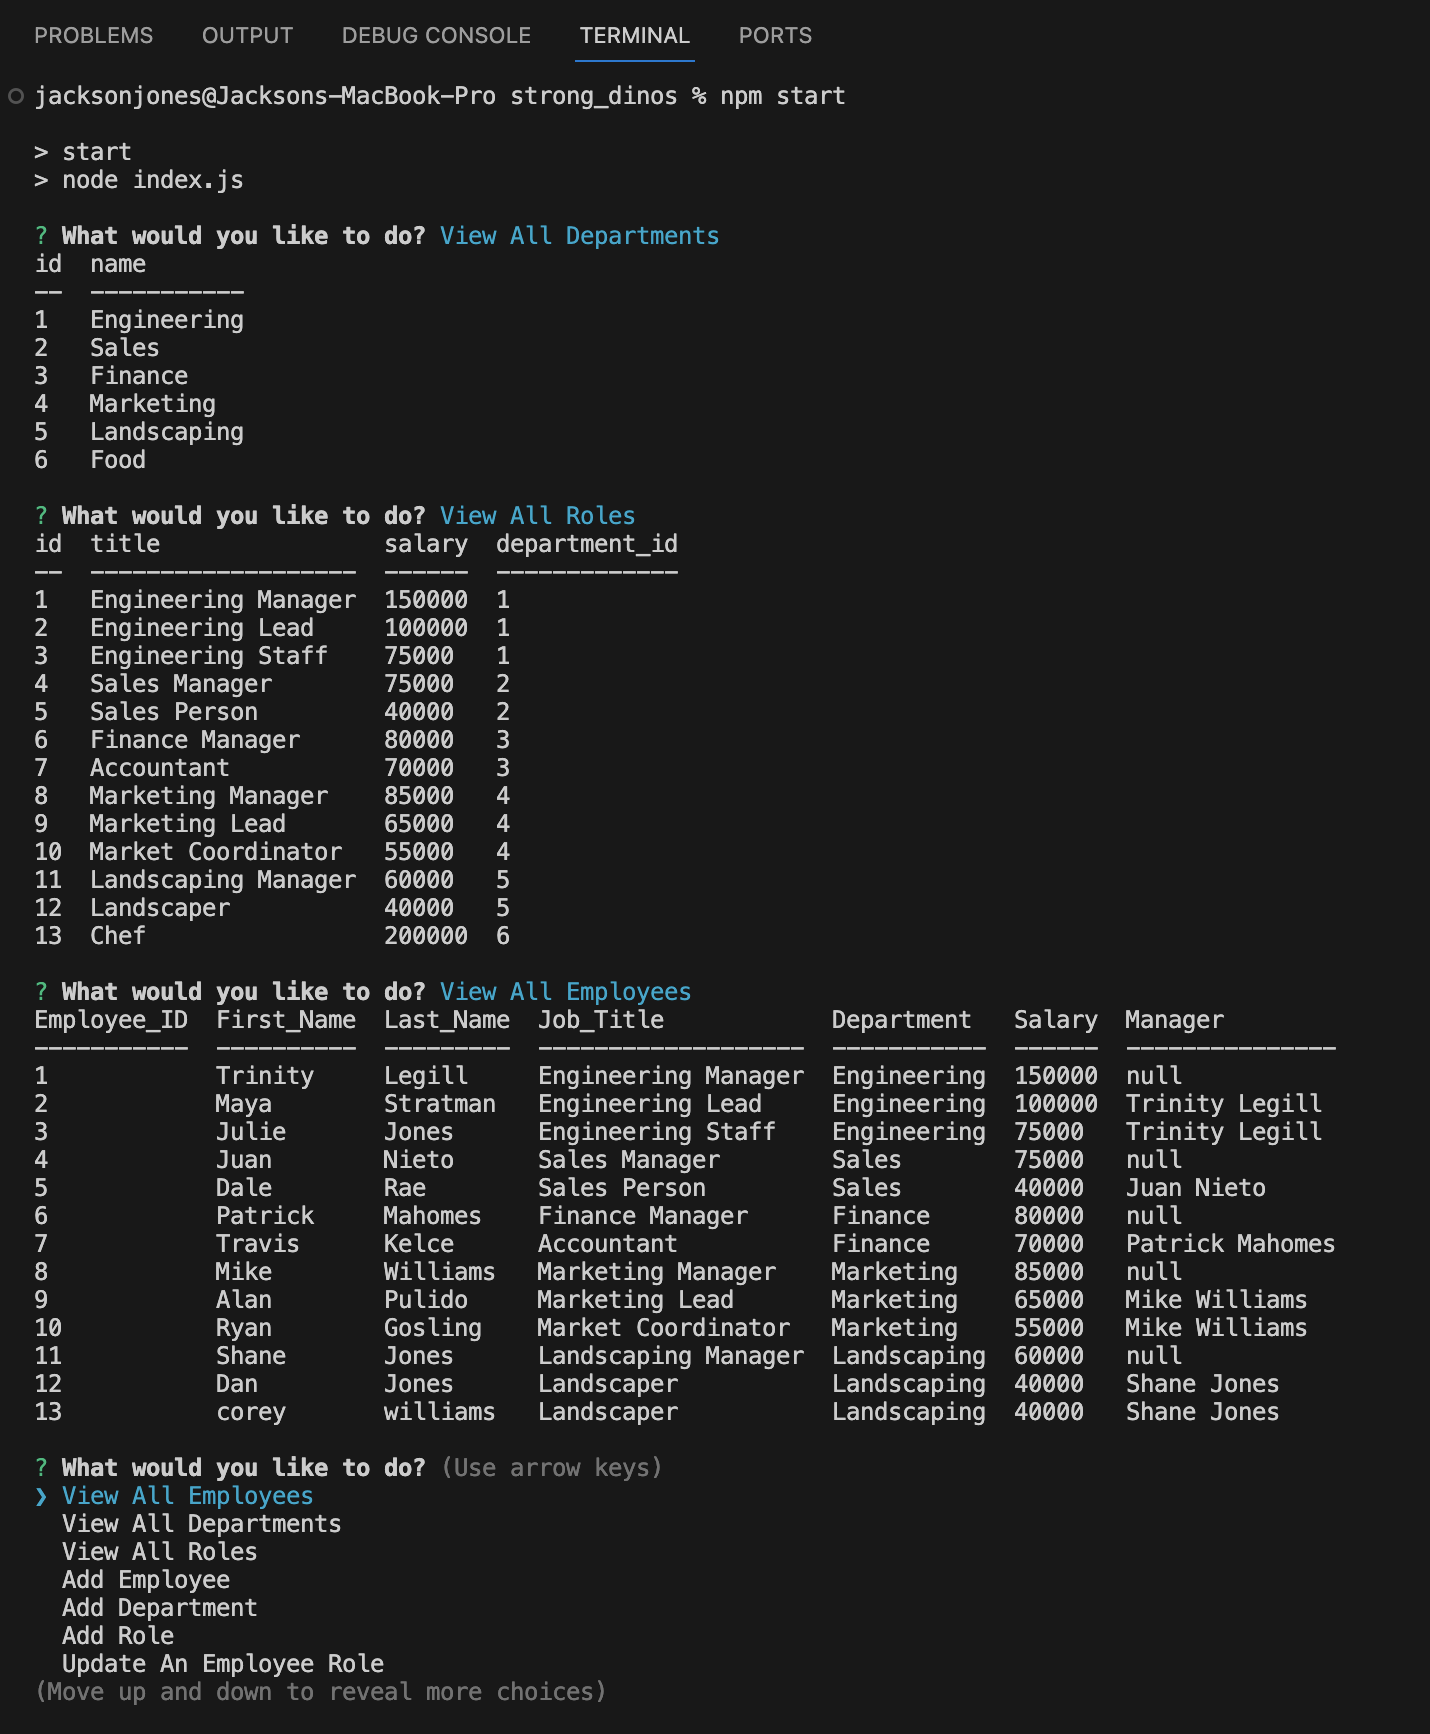 PROBLEMS OUTPUT DEBUG CONSOLE TERMINAL PORTS
jacksonjones@Jacksons-MacBook-Pro strong_dinos % npm start
> start
> node index.js
? What would you like to do? View All Departments
id  name
--  -----------
1   Engineering
2   Sales
3   Finance
4   Marketing
5   Landscaping
6   Food
? What would you like to do? View All Roles
id  title                salary  department_id
--  -------------------  ------  -------------
1   Engineering Manager  150000  1
2   Engineering Lead     100000  1
3   Engineering Staff    75000   1
4   Sales Manager        75000   2
5   Sales Person         40000   2
6   Finance Manager      80000   3
7   Accountant           70000   3
8   Marketing Manager    85000   4
9   Marketing Lead       65000   4
10  Market Coordinator   55000   4
11  Landscaping Manager  60000   5
12  Landscaper           40000   5
13  Chef                 200000  6
? What would you like to do? View All Employees
Employee_ID  First_Name  Last_Name  Job_Title            Department   Salary  Manager
-----------  ----------  ---------  -------------------  -----------  ------  ---------------
1            Trinity     Legill     Engineering Manager  Engineering  150000  null
2            Maya        Stratman   Engineering Lead     Engineering  100000  Trinity Legill
3            Julie       Jones      Engineering Staff    Engineering  75000   Trinity Legill
4            Juan        Nieto      Sales Manager        Sales        75000   null
5            Dale        Rae        Sales Person         Sales        40000   Juan Nieto
6            Patrick     Mahomes    Finance Manager      Finance      80000   null
7            Travis      Kelce      Accountant           Finance      70000   Patrick Mahomes
8            Mike        Williams   Marketing Manager    Marketing    85000   null
9            Alan        Pulido     Marketing Lead       Marketing    65000   Mike Williams
10           Ryan        Gosling    Market Coordinator   Marketing    55000   Mike Williams
11           Shane       Jones      Landscaping Manager  Landscaping  60000   null
12           Dan         Jones      Landscaper           Landscaping  40000   Shane Jones
13           corey       williams   Landscaper           Landscaping  40000   Shane Jones
? What would you like to do? (Use arrow keys)
❯ View All Employees
View All Departments
View All Roles
Add Employee
Add Department
Add Role
Update An Employee Role
(Move up and down to reveal more choices)